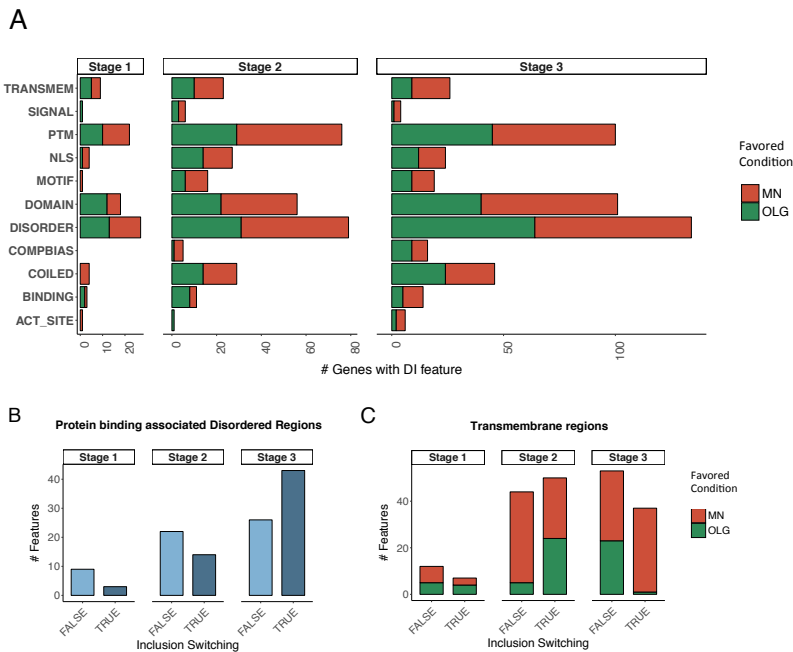 A
Stage 1
Stage 2
Stage 3
TRANSMEM
SIGNAL
PTM
NLS
MOTIF
DOMAIN
DISORDER
COMPBIAS
COILED
BINDING
ACT_SITE
0 10 20
0 20 40 60 80
0 50 100
# Genes with DI feature
Favored
Condition
MN
OLG
B
Protein binding associated Disordered Regions
Stage 1
Stage 2
Stage 3
# Features
40
30
20
10
0
FALSE TRUE FALSE TRUE FALSE TRUE
Inclusion Switching
C
Transmembrane regions
Stage 1
Stage 2
Stage 3
# Features
40
20
0
FALSE TRUE FALSE TRUE FALSE TRUE
Inclusion Switching
Favored
Condition
MN
OLG